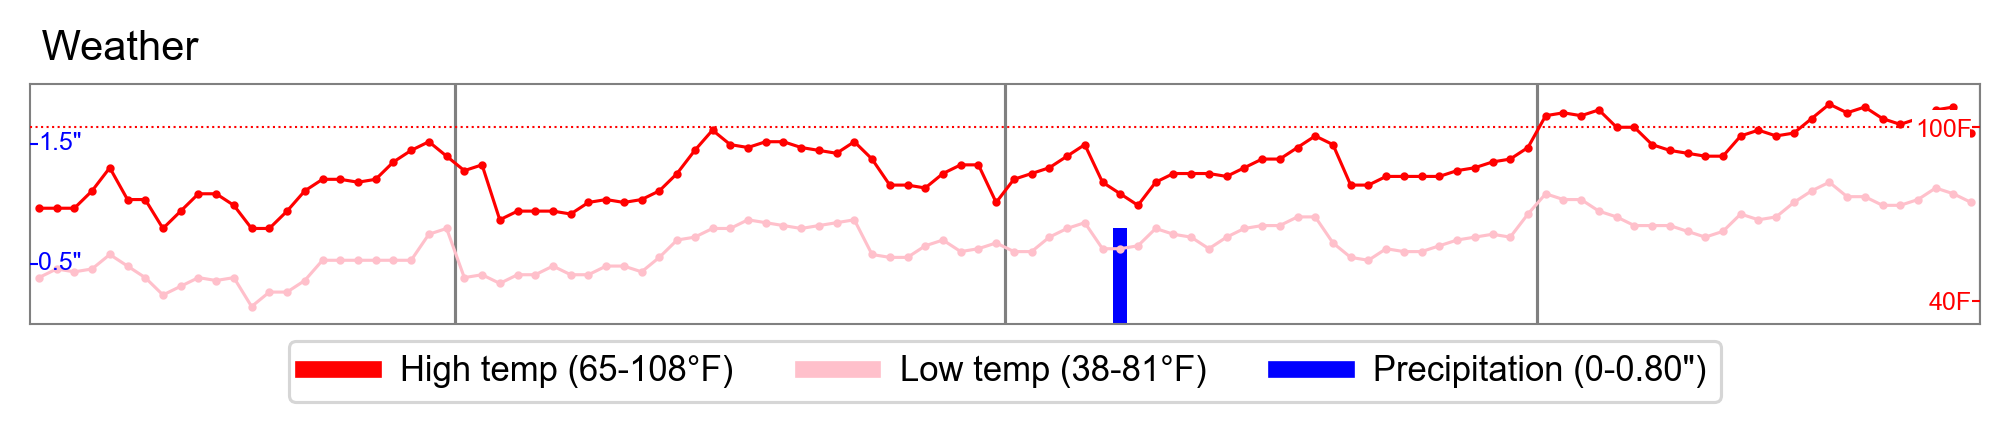 Weather
1.5"
100F
0.5"
40F
High temp (65-108°F) Low temp (38-81°F) Precipitation (0-0.80")